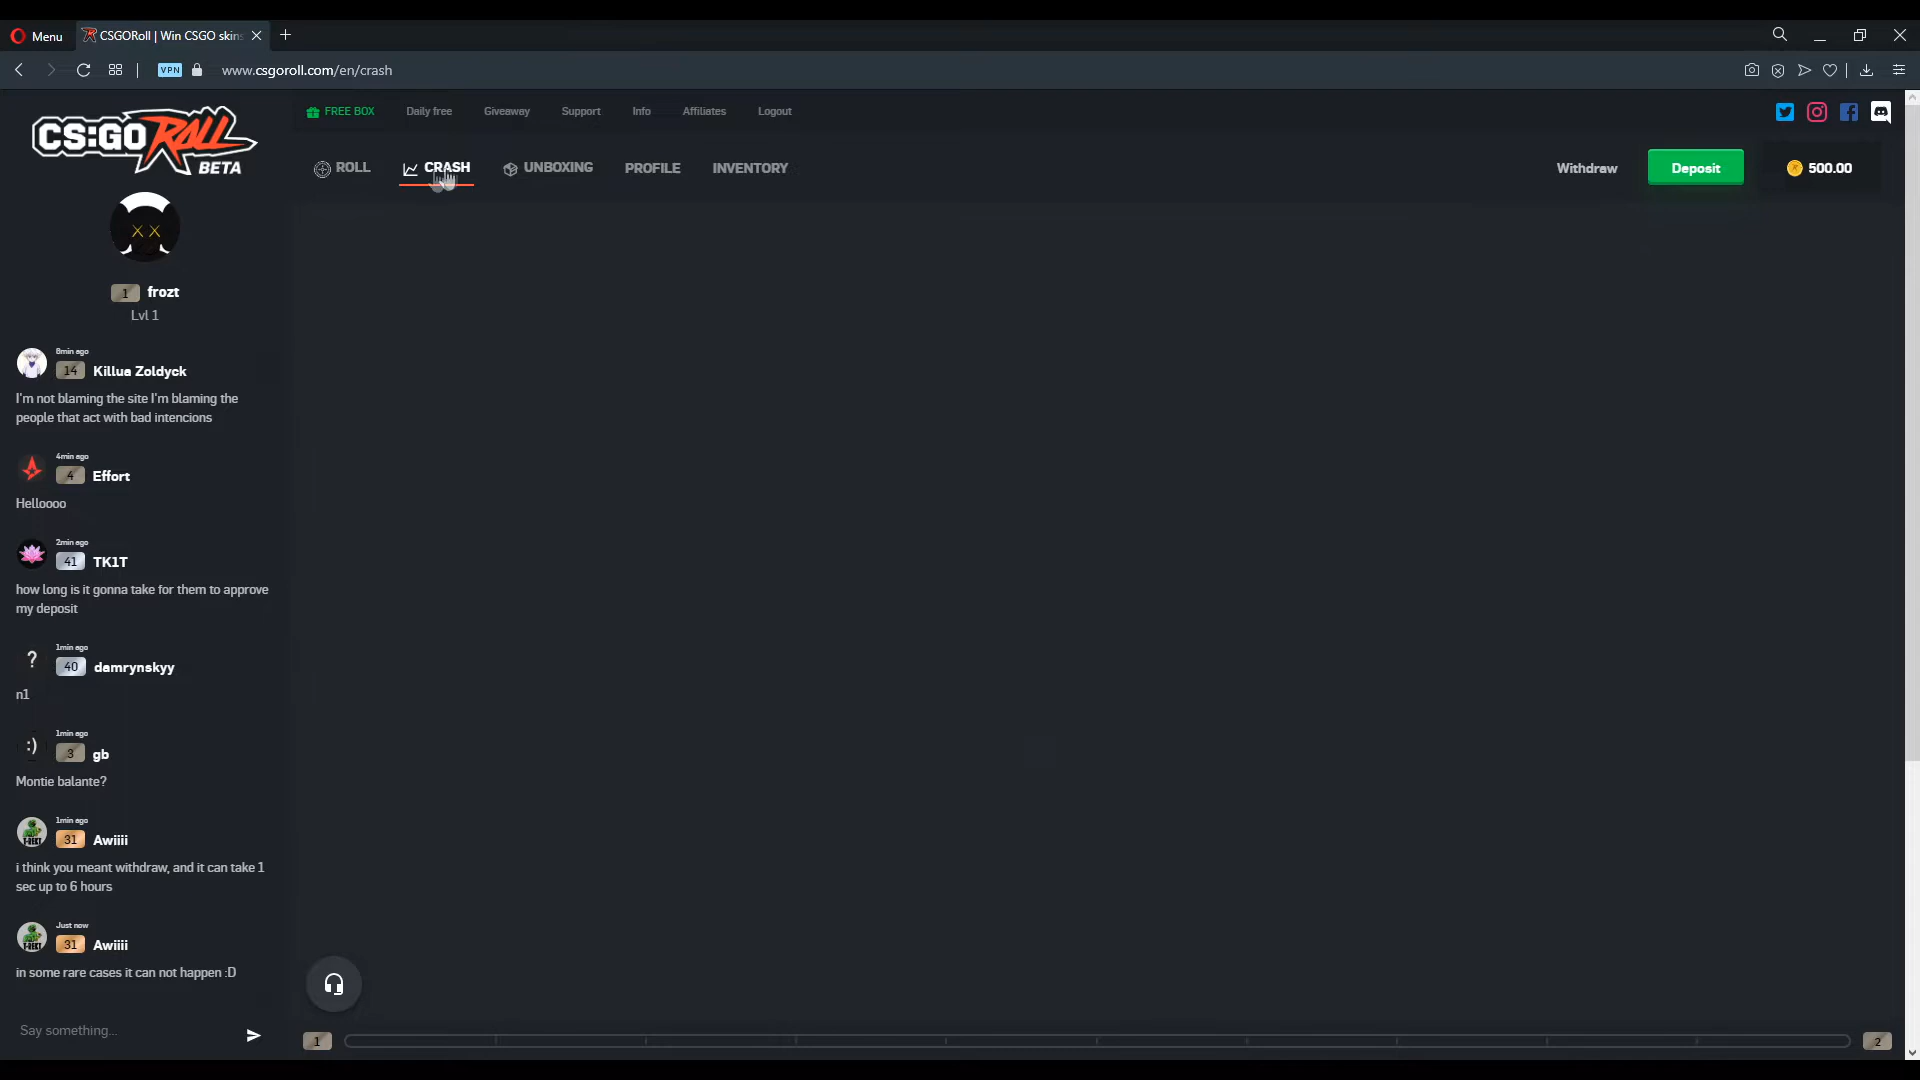 Menu
CSGORoll | Win CSGO skins
VPN
www.csgoroll.com/en/crash
CS:GO ROLL
BETA
FREE BOX
Daily free
Giveaway
Support
Info
Affiliates
Logout
ROLL
CRASH
UNBOXING
PROFILE
INVENTORY
Withdraw
Deposit
500.00
1 frozt
Lvl 1
8min ago
14 Killua Zoldyck
I'm not blaming the site I'm blaming the
people that act with bad intencions
4min ago
4 Effort
Helloooo
2min ago
41 TK1T
how long is it gonna take for them to approve
my deposit
1min ago
? 40 damrynskyy
n1
1min ago
:) 3 gb
Montie balante?
1min ago
31 Awiiii
i think you meant withdraw, and it can take 1
sec up to 6 hours
Just now
31 Awiiii
in some rare cases it can not happen :D
Say something...
1
2